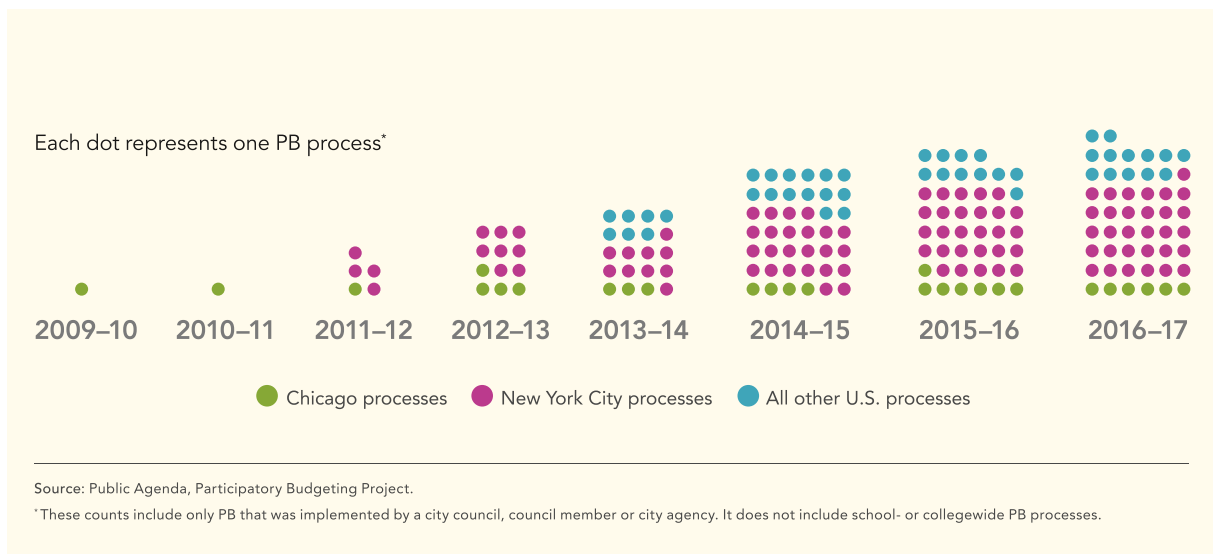 Each dot represents one PB process*
2009–10 2010–11 2011–12 2012–13 2013–14 2014–15 2015–16 2016–17
Chicago processes New York City processes All other U.S. processes
Source: Public Agenda, Participatory Budgeting Project.
*These counts include only PB that was implemented by a city council, council member or city agency. It does not include school- or collegewide PB processes.